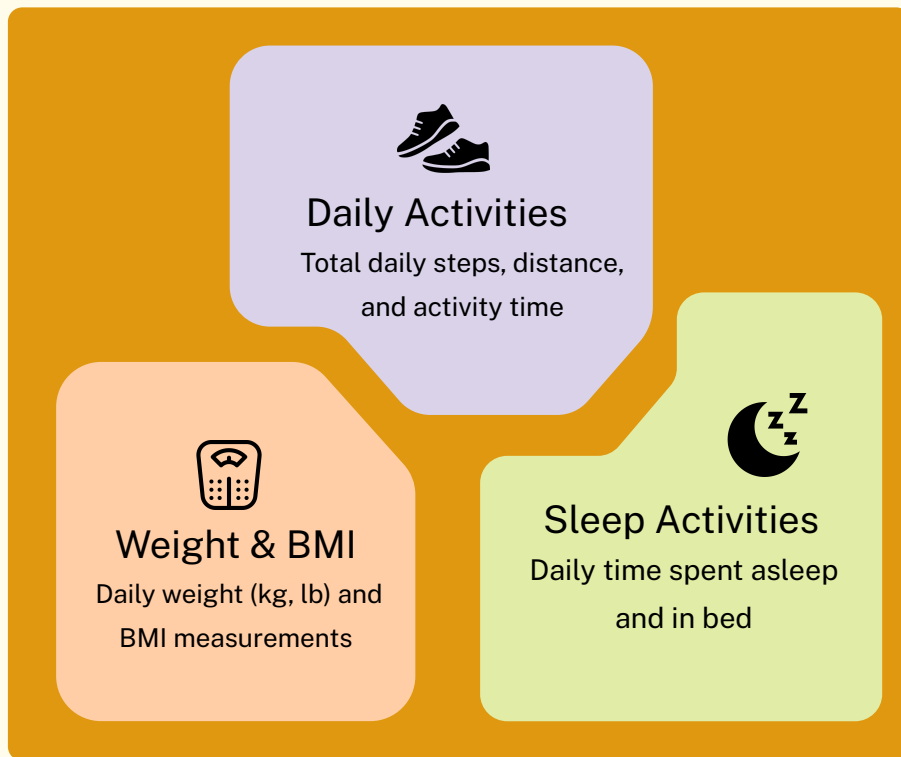 Daily Activities
Total daily steps, distance,
and activity time
Weight & BMI
Daily weight (kg, lb) and
BMI measurements
Sleep Activities
Daily time spent asleep
and in bed